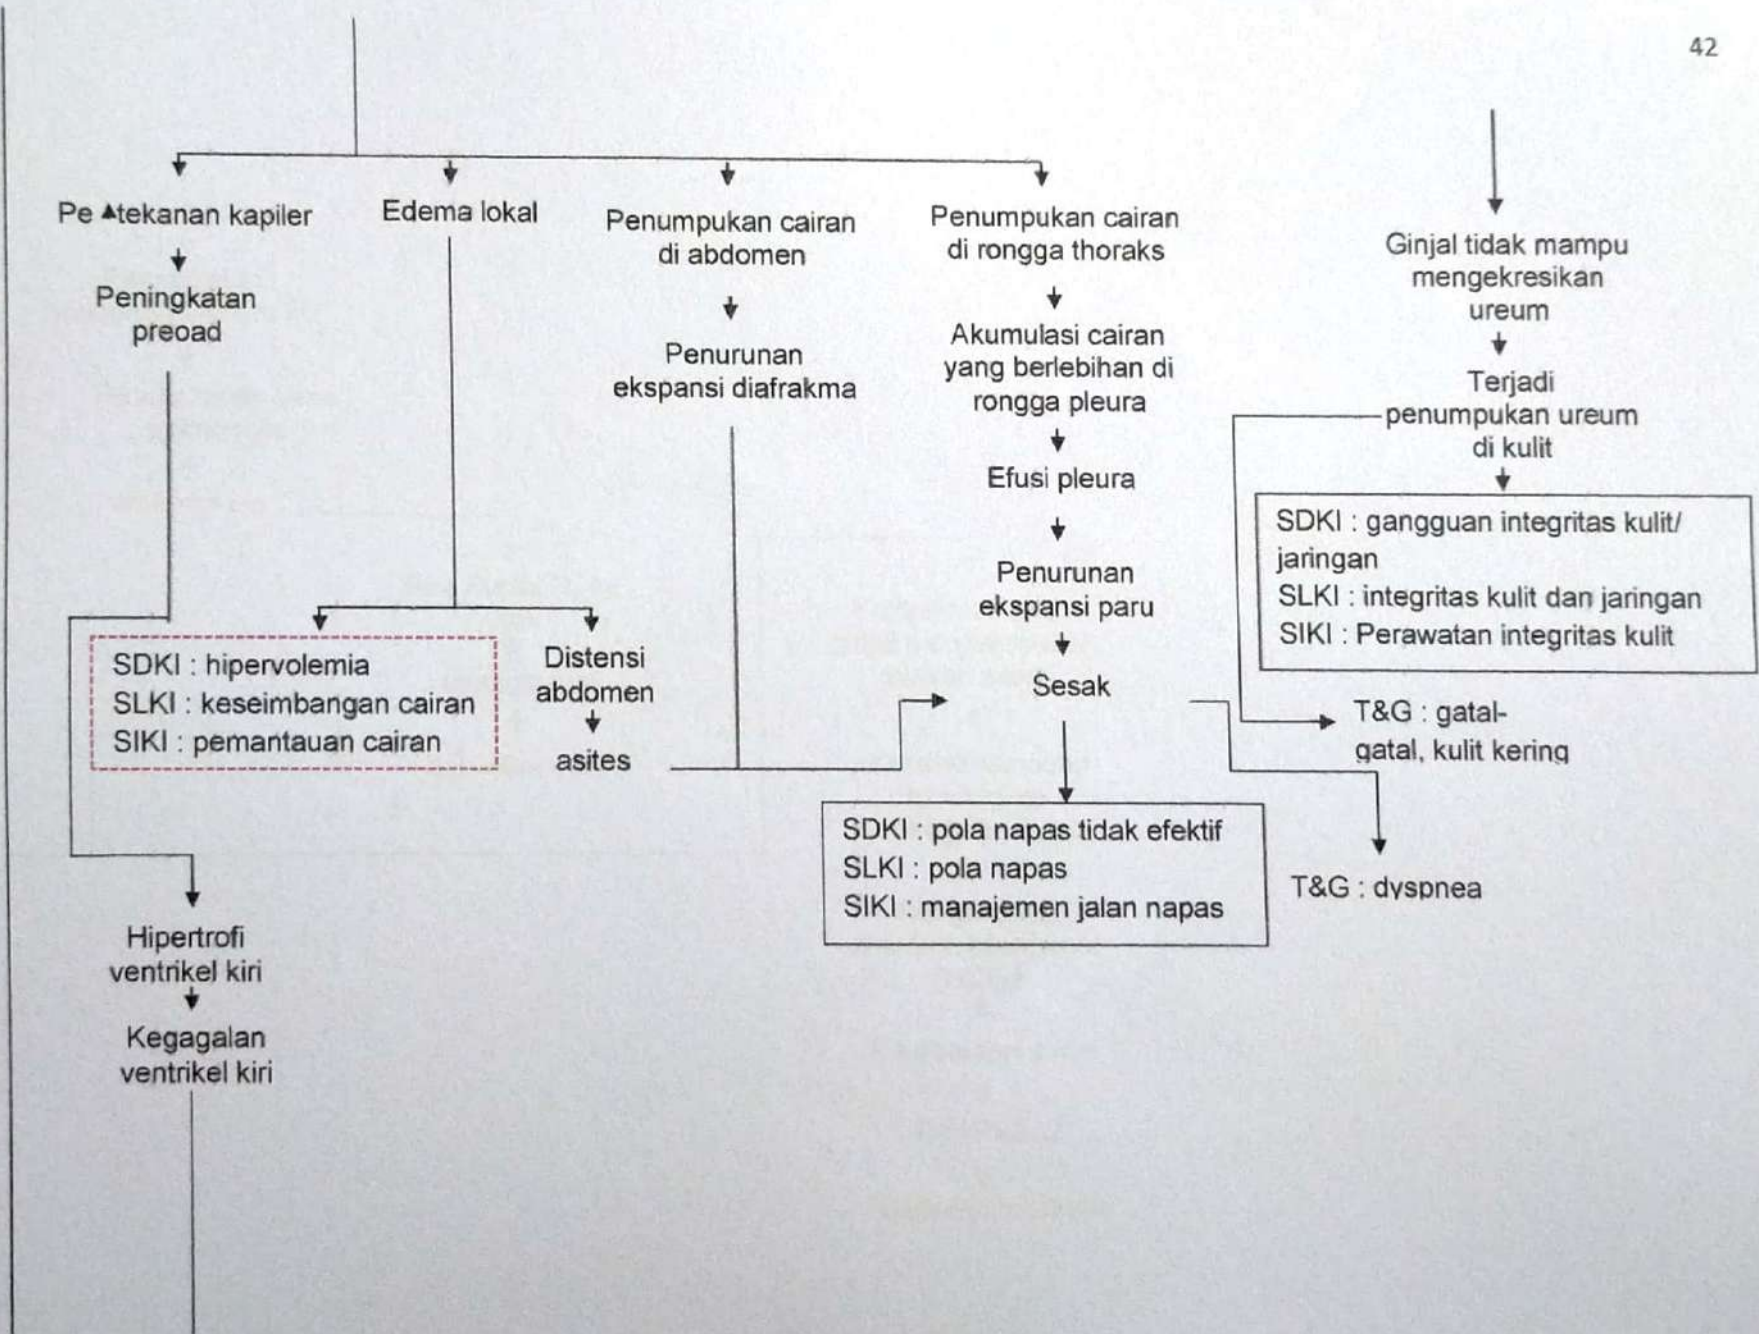 42
Pe ▲tekanan kapiler
Peningkatan
preoad
Edema lokal
Penumpukan cairan
di abdomen
Penurunan
ekspansi diafrakma
Penumpukan cairan
di rongga thoraks
Akumulasi cairan
yang berlebihan di
rongga pleura
Efusi pleura
Penurunan
ekspansi paru
Sesak
Ginjal tidak mampu
mengekresikan
ureum
Terjadi
penumpukan ureum
di kulit
SDKI : gangguan integritas kulit/
jaringan
SLKI : integritas kulit dan jaringan
SIKI : Perawatan integritas kulit
SDKI : hipervolemia
SLKI : keseimbangan cairan
SIKI : pemantauan cairan
Distensi
abdomen
asites
T&G : gatal-
gatal, kulit kering
SDKI : pola napas tidak efektif
SLKI : pola napas
SIKI : manajemen jalan napas
T&G : dyspnea
Hipertrofi
ventrikel kiri
Kegagalan
ventrikel kiri